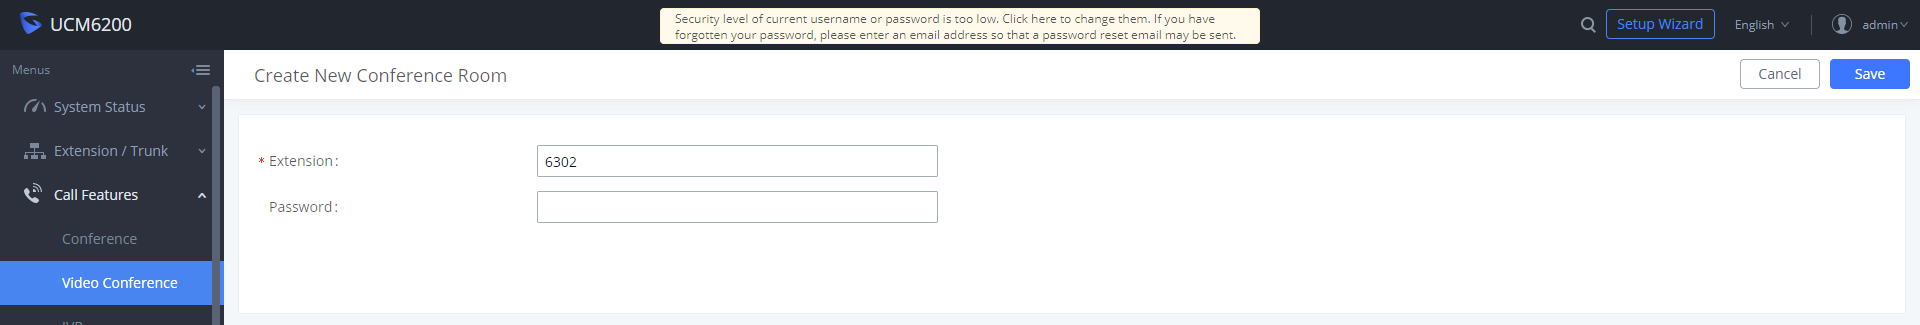 UCM6200
Security level of current username or password is too low. Click here to change them. If you have
forgotten your password, please enter an email address so that a password reset email may be sent.
Setup Wizard
English
admin
Menus
Create New Conference Room
Cancel
Save
System Status
Extension / Trunk
Call Features
Conference
Video Conference
* Extension:
6302
Password: